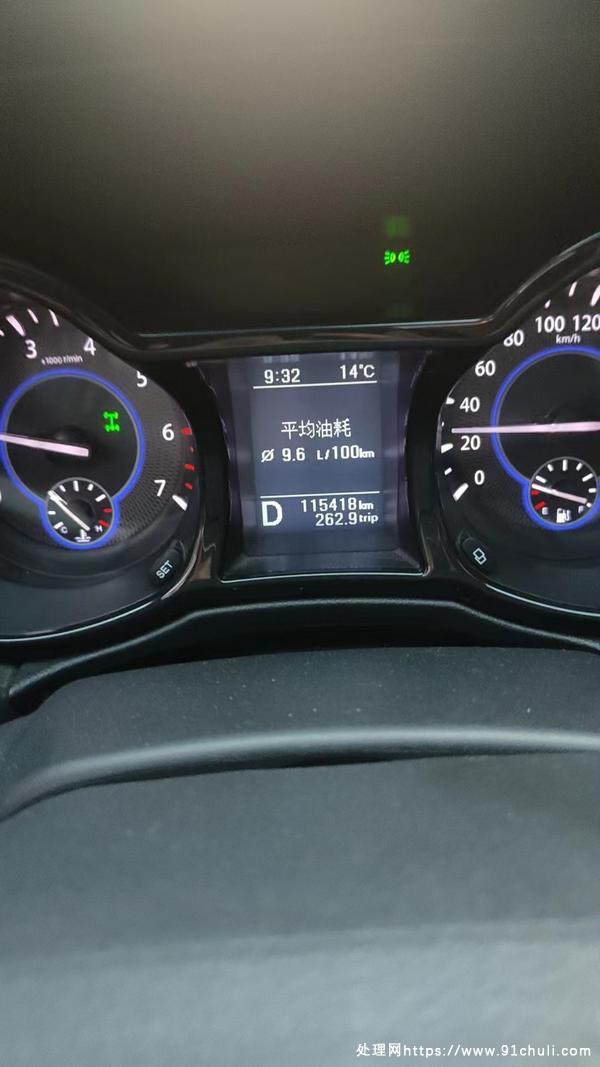 3 4 5 6 7
×1000 r/min
C H
SET
9:32 14°C
平均油耗
Ø 9.6 L/100km
D 115418km
262.9trip
0 20 40 60 80 100 120
km/h
E F
处理网https://www.91chuli.com